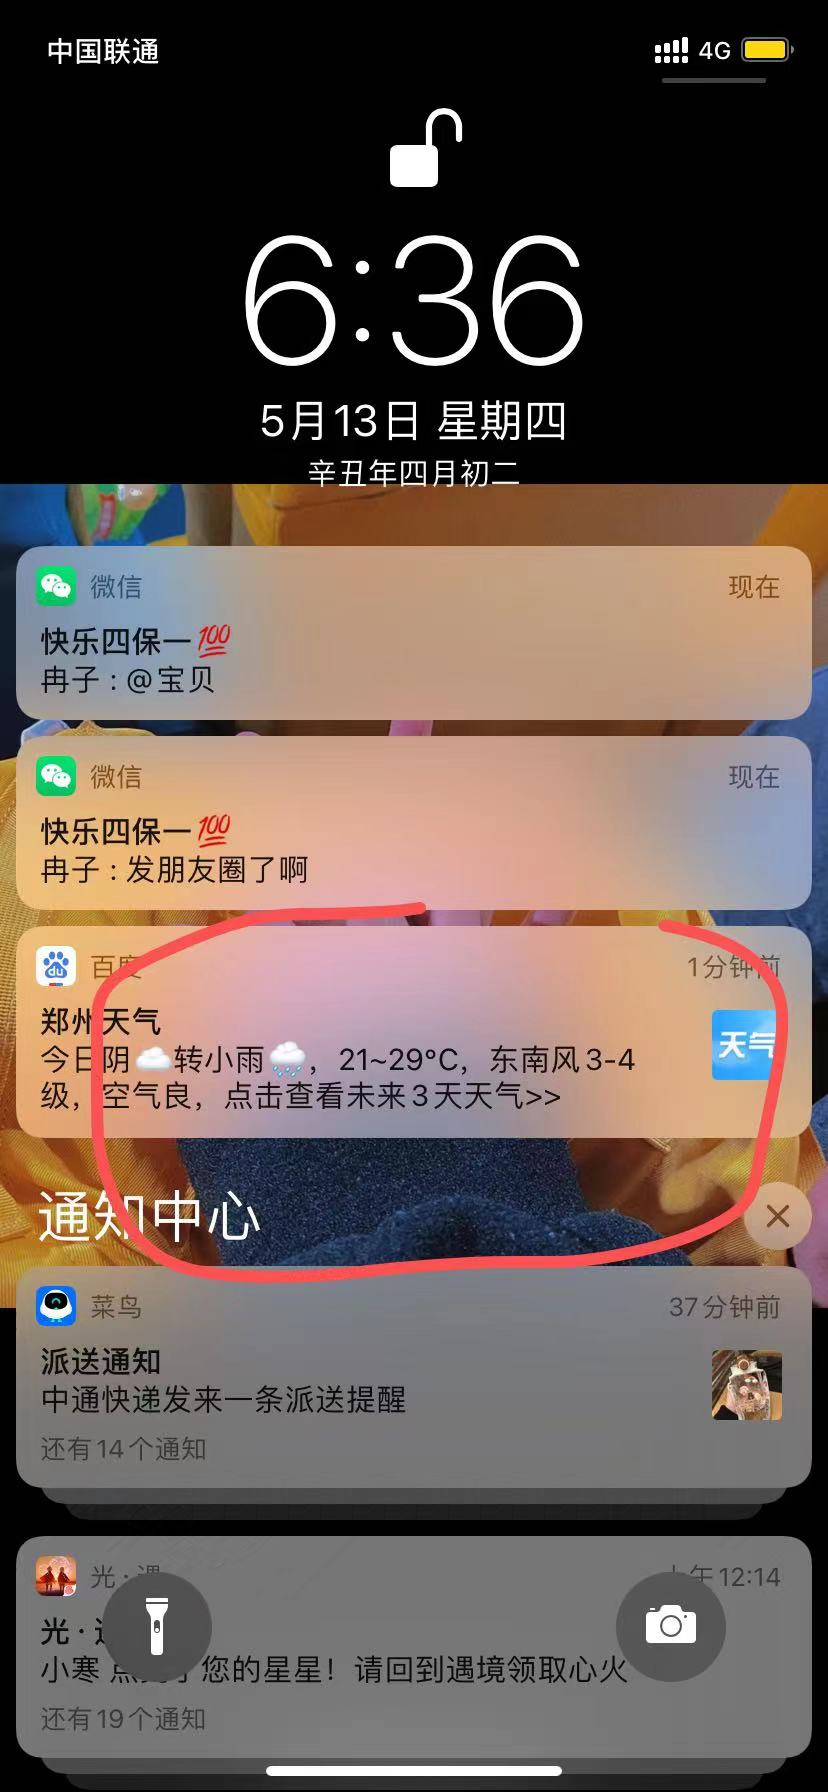 中国联通
4G
6:36
5月13日 星期四
辛丑年四月初二
微信
现在
快乐四保一💯
冉子：@宝贝
微信
现在
快乐四保一💯
冉子：发朋友圈了啊
百度
1分钟前
郑州天气
今日阴☁️转小雨🌧️，21~29°C，东南风3-4
级，空气良，点击查看未来3天天气>>
天气
通知中心
菜鸟
37分钟前
派送通知
中通快递发来一条派送提醒
还有14个通知
光·遇
上午12:14
光·
小寒 点 了 您的星星！请回到遇境领取心火
还有19个通知